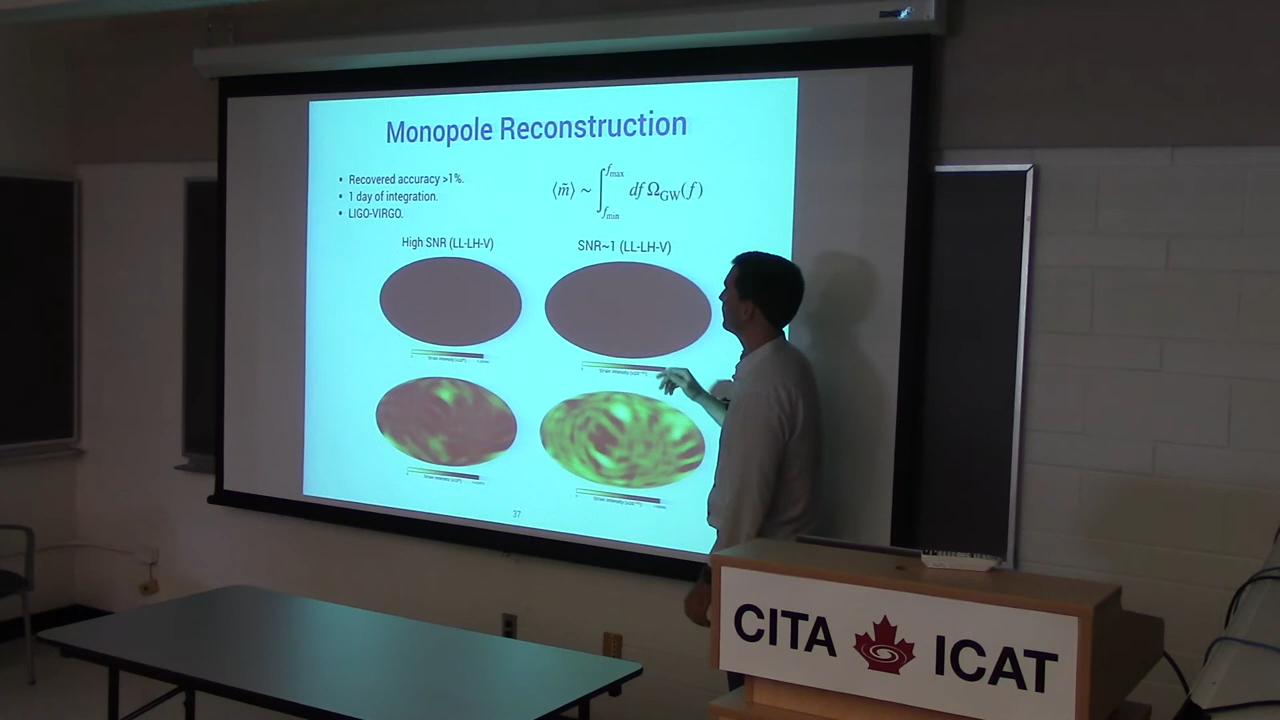 Monopole Reconstruction
• Recovered accuracy >1%.
• 1 day of integration.
• LIGO-VIRGO.
⟨m̃⟩ ~ ∫ f_min f_max df Ω_GW(f)
High SNR (LL-LH-V)
SNR~1 (LL-LH-V)
37
CITA ICAT